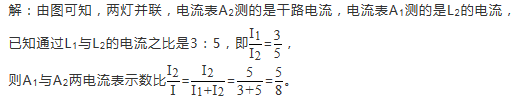 解：由图可知，两灯并联，电流表A₂测的是干路电流，电流表A₁测的是L₂的电流，
已知通过L₁与L₂的电流之比是3：5，即I₁/I₂=3/5，
则A₁与A₂两电流表示数比I₂/I=I₂/(I₁+I₂)=5/(3+5)=5/8。